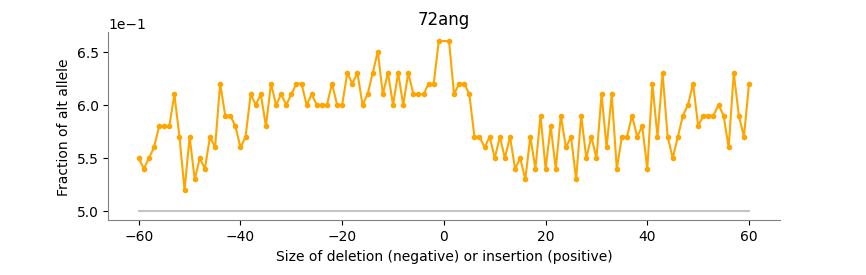 72ang
1e−1
6.5
6.0
5.5
5.0
Fraction of alt allele
−60 −40 −20 0 20 40 60
Size of deletion (negative) or insertion (positive)